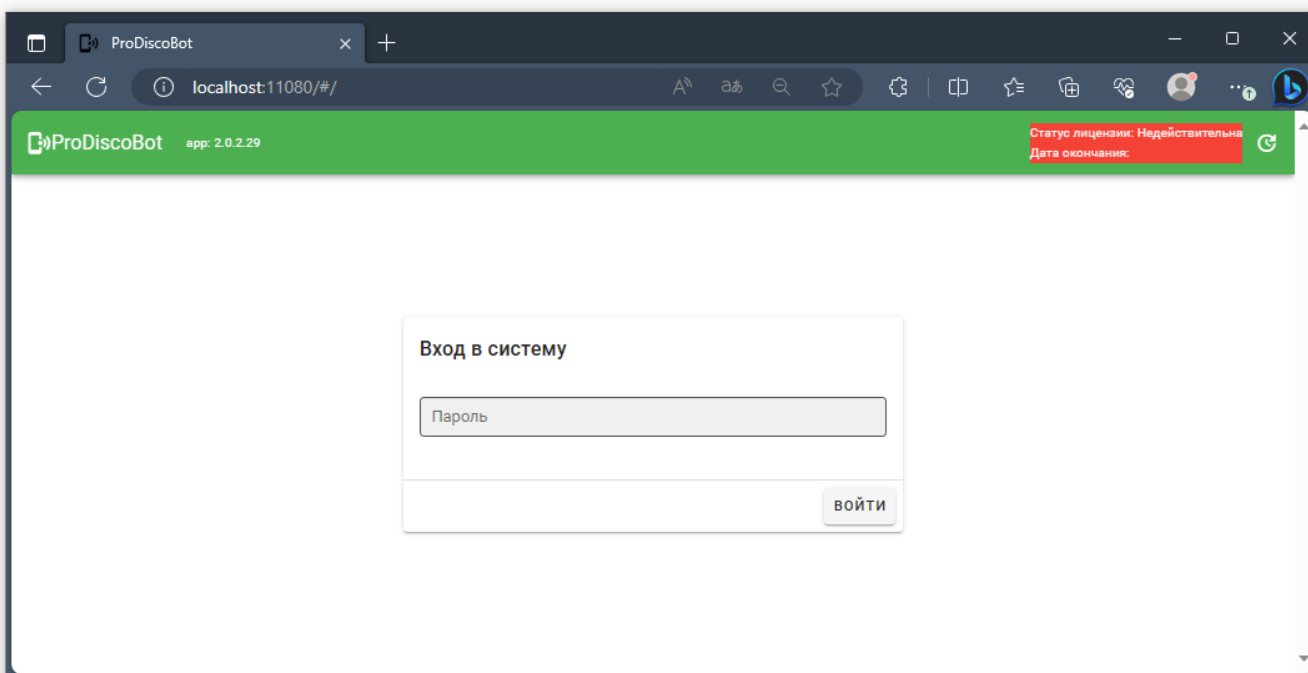 ProDiscoBot
localhost:11080/#/
ProDiscoBot app: 2.0.2.29
Статус лицензии: Недействительна
Дата окончания:
Вход в систему
Пароль
ВОЙТИ